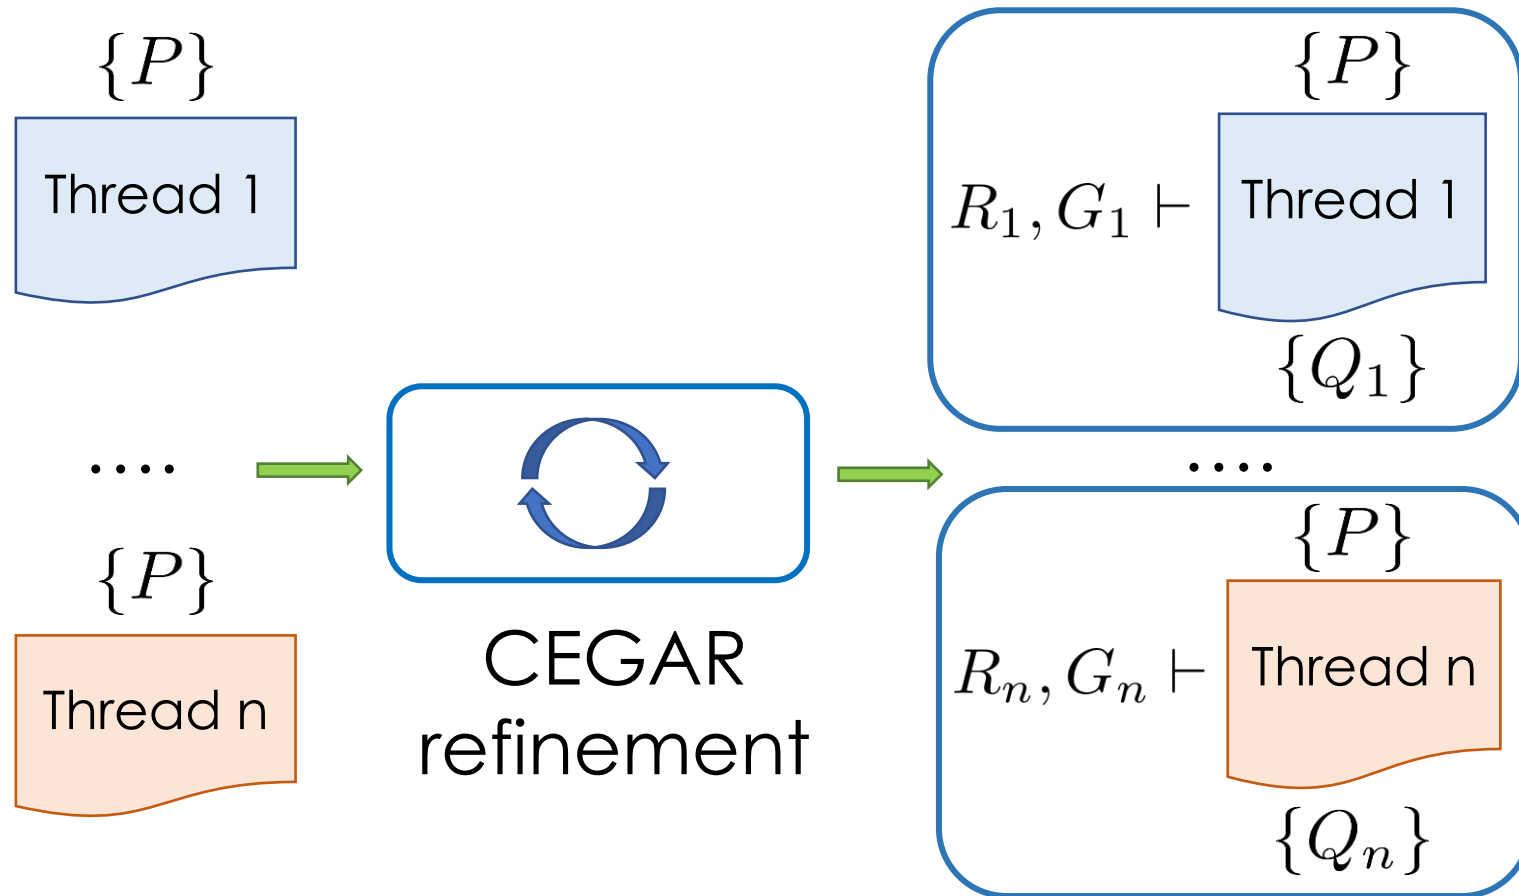 {P}
Thread 1
....
{P}
Thread n
CEGAR
refinement
{P}
R₁, G₁ ⊢ Thread 1
{Q₁}
....
{P}
Rₙ, Gₙ ⊢ Thread n
{Qₙ}